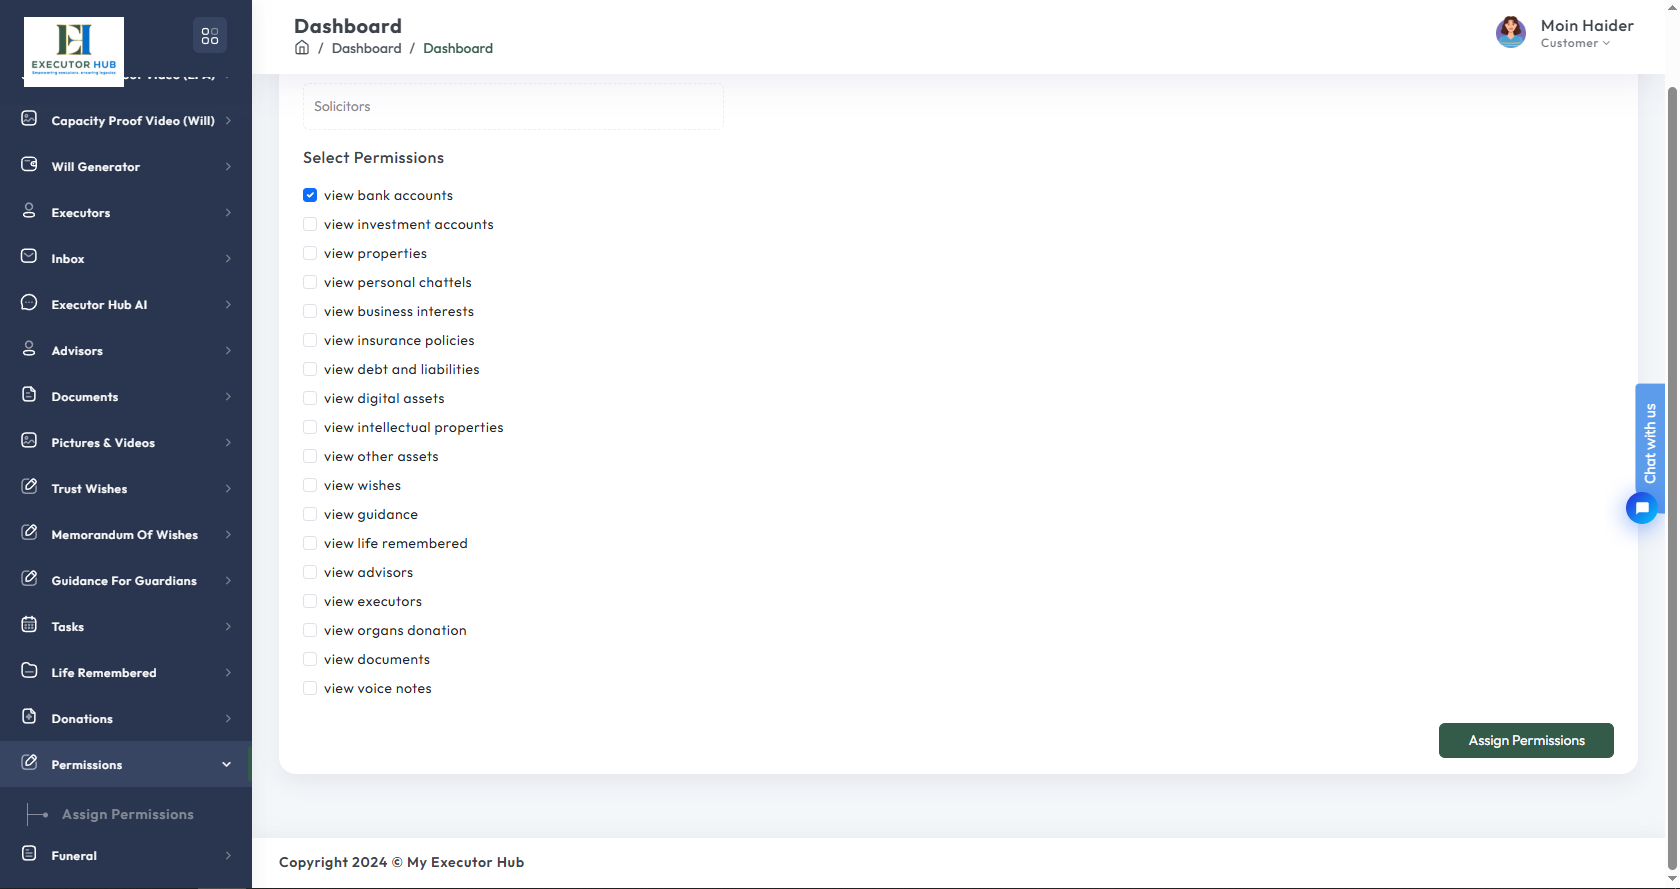 EXECUTOR HUB
Empowering executors, ensuring legacies
Capacity Proof Video (Will)
Will Generator
Executors
Inbox
Executor Hub AI
Advisors
Documents
Pictures & Videos
Trust Wishes
Memorandum Of Wishes
Guidance For Guardians
Tasks
Life Remembered
Donations
Permissions
Assign Permissions
Funeral
Dashboard
/ Dashboard / Dashboard
Moin Haider
Customer
Solicitors
Select Permissions
view bank accounts
view investment accounts
view properties
view personal chattels
view business interests
view insurance policies
view debt and liabilities
view digital assets
view intellectual properties
view other assets
view wishes
view guidance
view life remembered
view advisors
view executors
view organs donation
view documents
view voice notes
Assign Permissions
Chat with us
Copyright 2024 © My Executor Hub